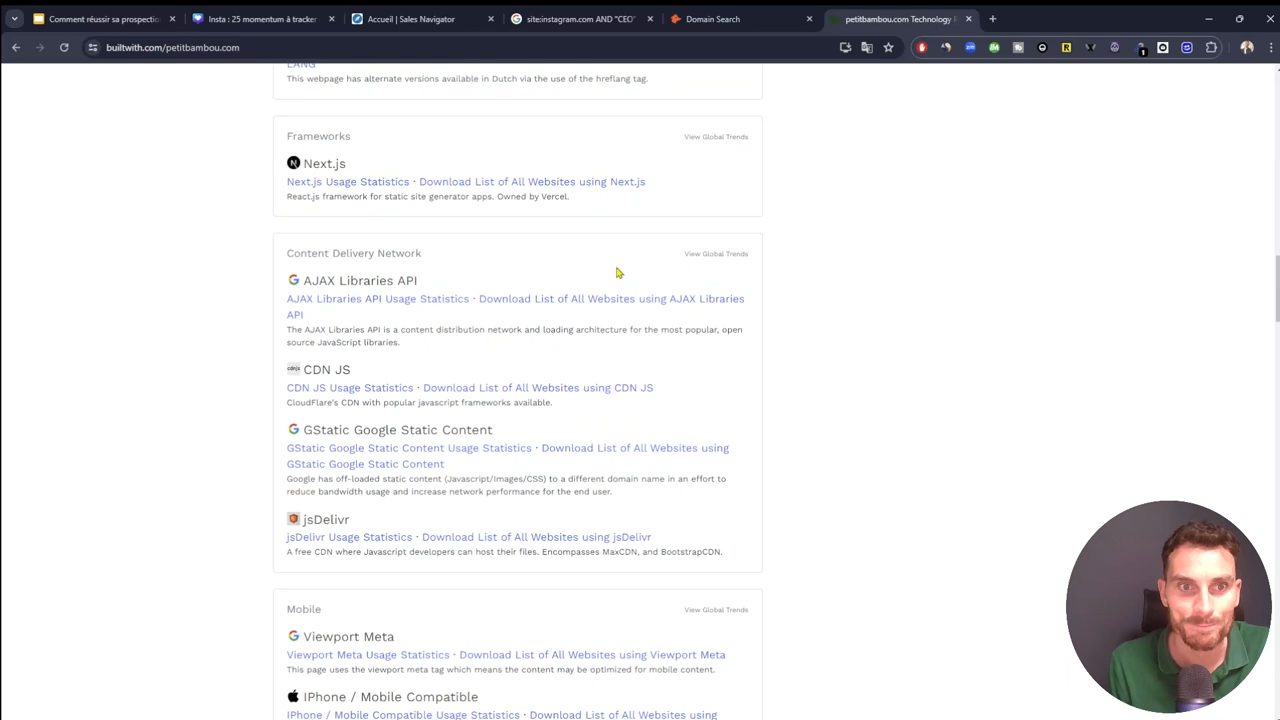 Comment réussir sa prospectio
Insta : 25 momentum à tracker
Accueil | Sales Navigator
site:instagram.com AND "CEO"
Domain Search
petitbambou.com Technology
builtwith.com/petitbambou.com
LANG
This webpage has alternate versions available in Dutch via the use of the hreflang tag.
Frameworks
View Global Trends
Next.js
Next.js Usage Statistics · Download List of All Websites using Next.js
React.js framework for static site generator apps. Owned by Vercel.
Content Delivery Network
View Global Trends
AJAX Libraries API
AJAX Libraries API Usage Statistics · Download List of All Websites using AJAX Libraries
API
The AJAX Libraries API is a content distribution network and loading architecture for the most popular, open
source JavaScript libraries.
CDN JS
CDN JS Usage Statistics · Download List of All Websites using CDN JS
CloudFlare's CDN with popular javascript frameworks available.
GStatic Google Static Content
GStatic Google Static Content Usage Statistics · Download List of All Websites using
GStatic Google Static Content
Google has off-loaded static content (Javascript/Images/CSS) to a different domain name in an effort to
reduce bandwidth usage and increase network performance for the end user.
jsDelivr
jsDelivr Usage Statistics · Download List of All Websites using jsDelivr
A free CDN where Javascript developers can host their files. Encompasses MaxCDN, and BootstrapCDN.
Mobile
View Global Trends
Viewport Meta
Viewport Meta Usage Statistics · Download List of All Websites using Viewport Meta
This page uses the viewport meta tag which means the content may be optimized for mobile content.
IPhone / Mobile Compatible
IPhone / Mobile Compatible Usage Statistics · Download List of All Websites using